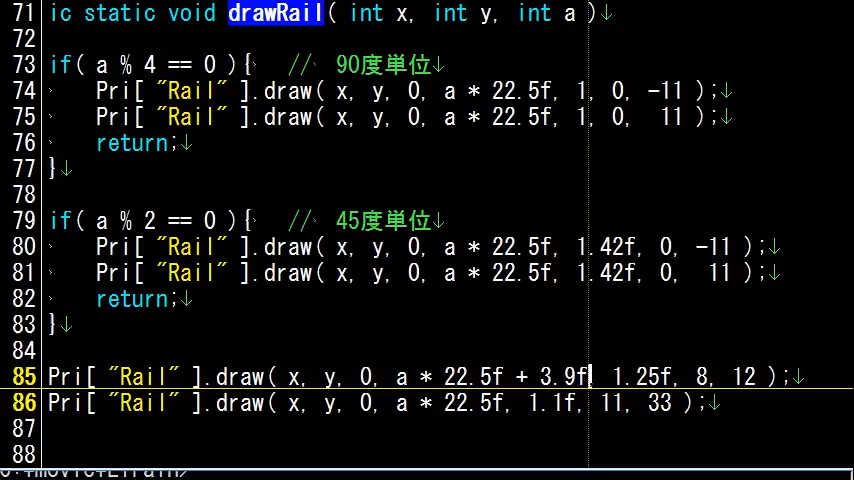 71 ic static void drawRail( int x, int y, int a )↓
72
73 if( a % 4 == 0 ){ // 90度単位↓
74 Pri[ "Rail" ].draw( x, y, 0, a * 22.5f, 1, 0, -11 );↓
75 Pri[ "Rail" ].draw( x, y, 0, a * 22.5f, 1, 0, 11 );↓
76 return;↓
77 }↓
78
79 if( a % 2 == 0 ){ // 45度単位↓
80 Pri[ "Rail" ].draw( x, y, 0, a * 22.5f, 1.42f, 0, -11 );↓
81 Pri[ "Rail" ].draw( x, y, 0, a * 22.5f, 1.42f, 0, 11 );↓
82 return;↓
83 }↓
84
85 Pri[ "Rail" ].draw( x, y, 0, a * 22.5f + 3.9f, 1.25f, 8, 12 );↓
86 Pri[ "Rail" ].draw( x, y, 0, a * 22.5f, 1.1f, 11, 33 );↓
87
88